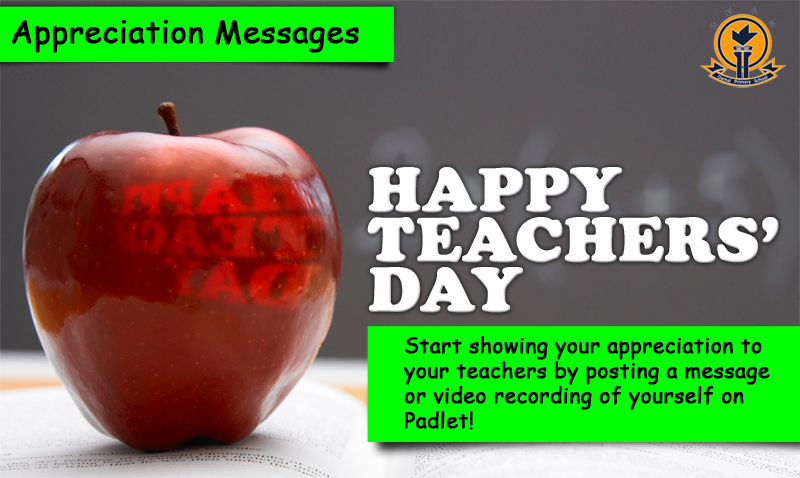 Appreciation Messages
HAPPY
TEACHERS'
DAY
Start showing your appreciation to
your teachers by posting a message
or video recording of yourself on
Padlet!